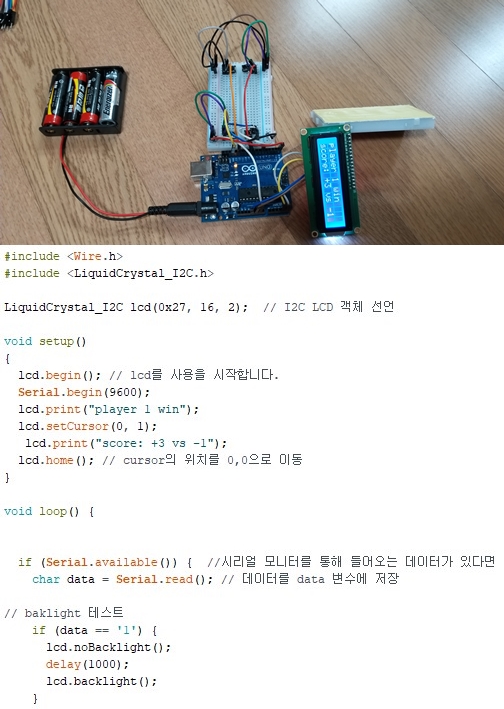 player 1 win
score: +3 vs -1
#include <Wire.h>
#include <LiquidCrystal_I2C.h>
LiquidCrystal_I2C lcd(0x27, 16, 2);  // I2C LCD 객체 선언
void setup()
{
  lcd.begin(); // lcd를 사용을 시작합니다.
  Serial.begin(9600);
  lcd.print("player 1 win");
  lcd.setCursor(0, 1);
   lcd.print("score: +3 vs -1");
  lcd.home(); // cursor의 위치를 0,0으로 이동
}
void loop() {
  if (Serial.available()) {  //시리얼 모니터를 통해 들어오는 데이터가 있다면
    char data = Serial.read(); // 데이터를 data 변수에 저장
// baklight 테스트
    if (data == '1') {
      lcd.noBacklight();
      delay(1000);
      lcd.backlight();
    }